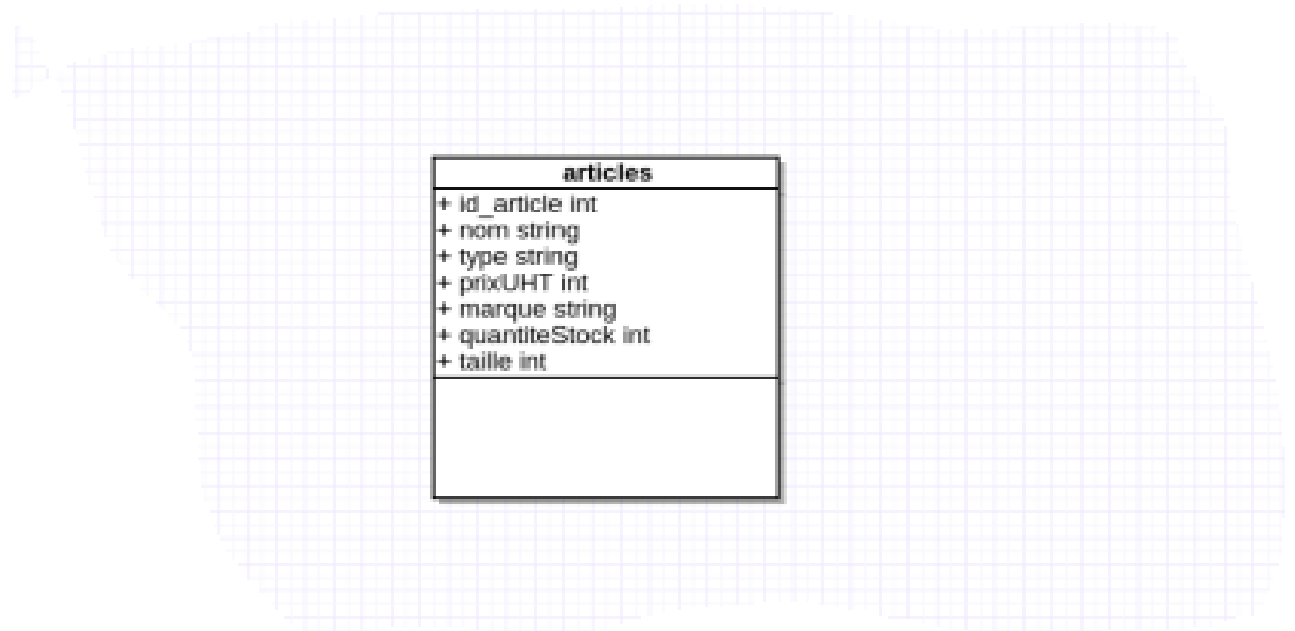 articles
+ id_article int
+ nom string
+ type string
+ prixUHT int
+ marque string
+ quantiteStock int
+ taille int